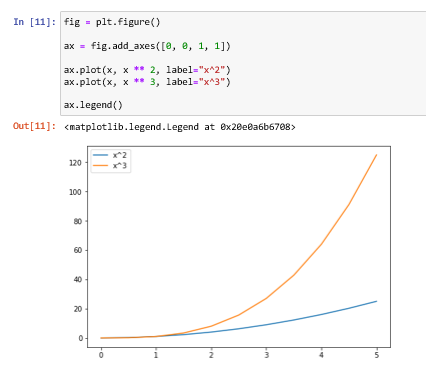 In [11]: fig = plt.figure()
ax = fig.add_axes([0, 0, 1, 1])
ax.plot(x, x ** 2, label="x^2")
ax.plot(x, x ** 3, label="x^3")
ax.legend()
Out[11]: <matplotlib.legend.Legend at 0x20e0a6b6708>
x^2
x^3
120
100
80
60
40
20
0
0 1 2 3 4 5